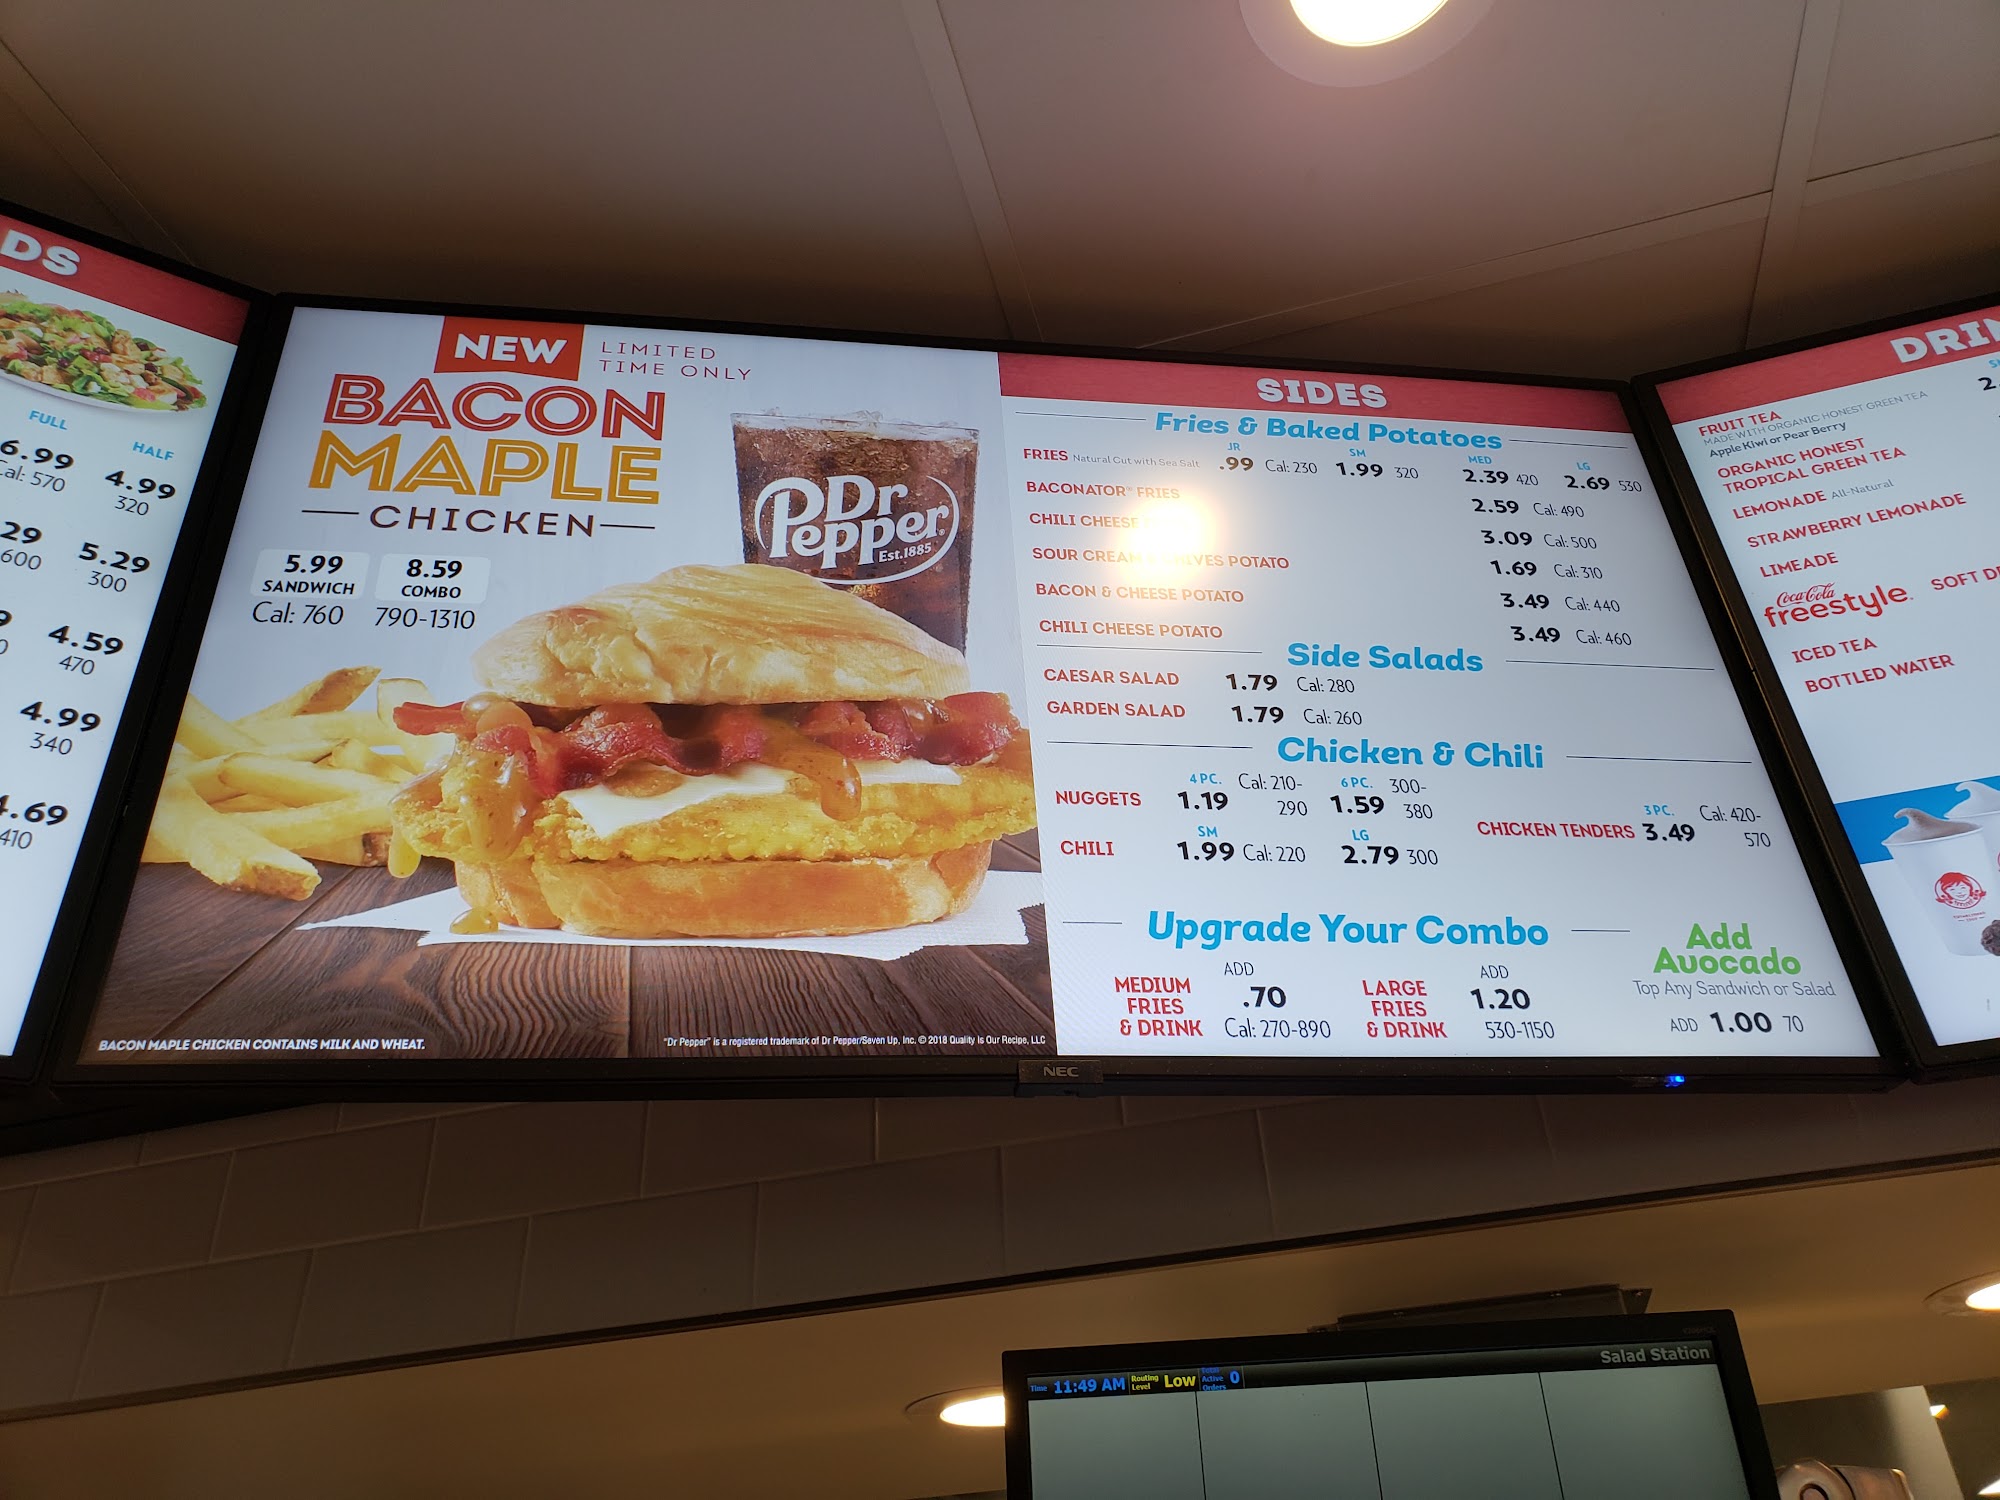 DS
FULL HALF
6.99 4.99
Cal: 570 320
29 5.29
600 300
4.59
470
4.99
340
.69
410
NEW LIMITED
TIME ONLY
BACON
MAPLE
CHICKEN
5.99 8.59
SANDWICH COMBO
Cal: 760 790-1310
Dr
Pepper
Est.1885
BACON MAPLE CHICKEN CONTAINS MILK AND WHEAT.
"Dr Pepper" is a registered trademark of Dr Pepper/Seven Up, Inc. © 2018 Quality Is Our Recipe, LLC
SIDES
Fries & Baked Potatoes
JR SM MED LG
FRIES Natural Cut with Sea Salt .99 Cal: 230 1.99 320 2.39 420 2.69 530
BACONATOR® FRIES 2.59 Cal: 490
CHILI CHEESE 3.09 Cal: 500
SOUR CREAM & CHIVES POTATO 1.69 Cal: 310
BACON & CHEESE POTATO 3.49 Cal: 440
CHILI CHEESE POTATO 3.49 Cal: 460
Side Salads
CAESAR SALAD 1.79 Cal: 280
GARDEN SALAD 1.79 Cal: 260
Chicken & Chili
4 PC. Cal: 210- 6 PC. 300-
NUGGETS 1.19 290 1.59 380
3 PC. Cal: 420-
CHICKEN TENDERS 3.49 570
SM LG
CHILI 1.99 Cal: 220 2.79 300
Upgrade Your Combo
MEDIUM
FRIES
& DRINK
ADD
.70
Cal: 270-890
LARGE
FRIES
& DRINK
ADD
1.20
530-1150
Add
Avocado
Top Any Sandwich or Salad
ADD 1.00 70
NEC
DRIN
FRUIT TEA
MADE WITH ORGANIC HONEST GREEN TEA
Apple Kiwi or Pear Berry
ORGANIC HONEST
TROPICAL GREEN TEA
LEMONADE All-Natural
STRAWBERRY LEMONADE
LIMEADE
Coca-Cola
freestyle. SOFT D
ICED TEA
BOTTLED WATER
Salad Station
Time 11:49 AM Routing Level Low Total Active Orders 0